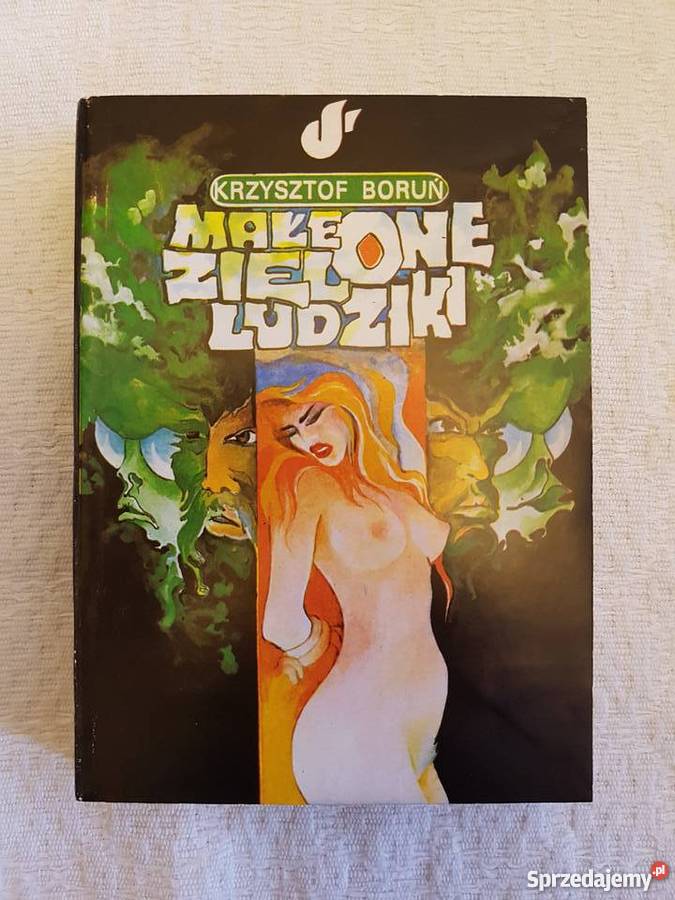 KRZYSZTOF BORUŃ
MAŁE ZIELONE
LUDZIKI
Sprzedajemy.pl